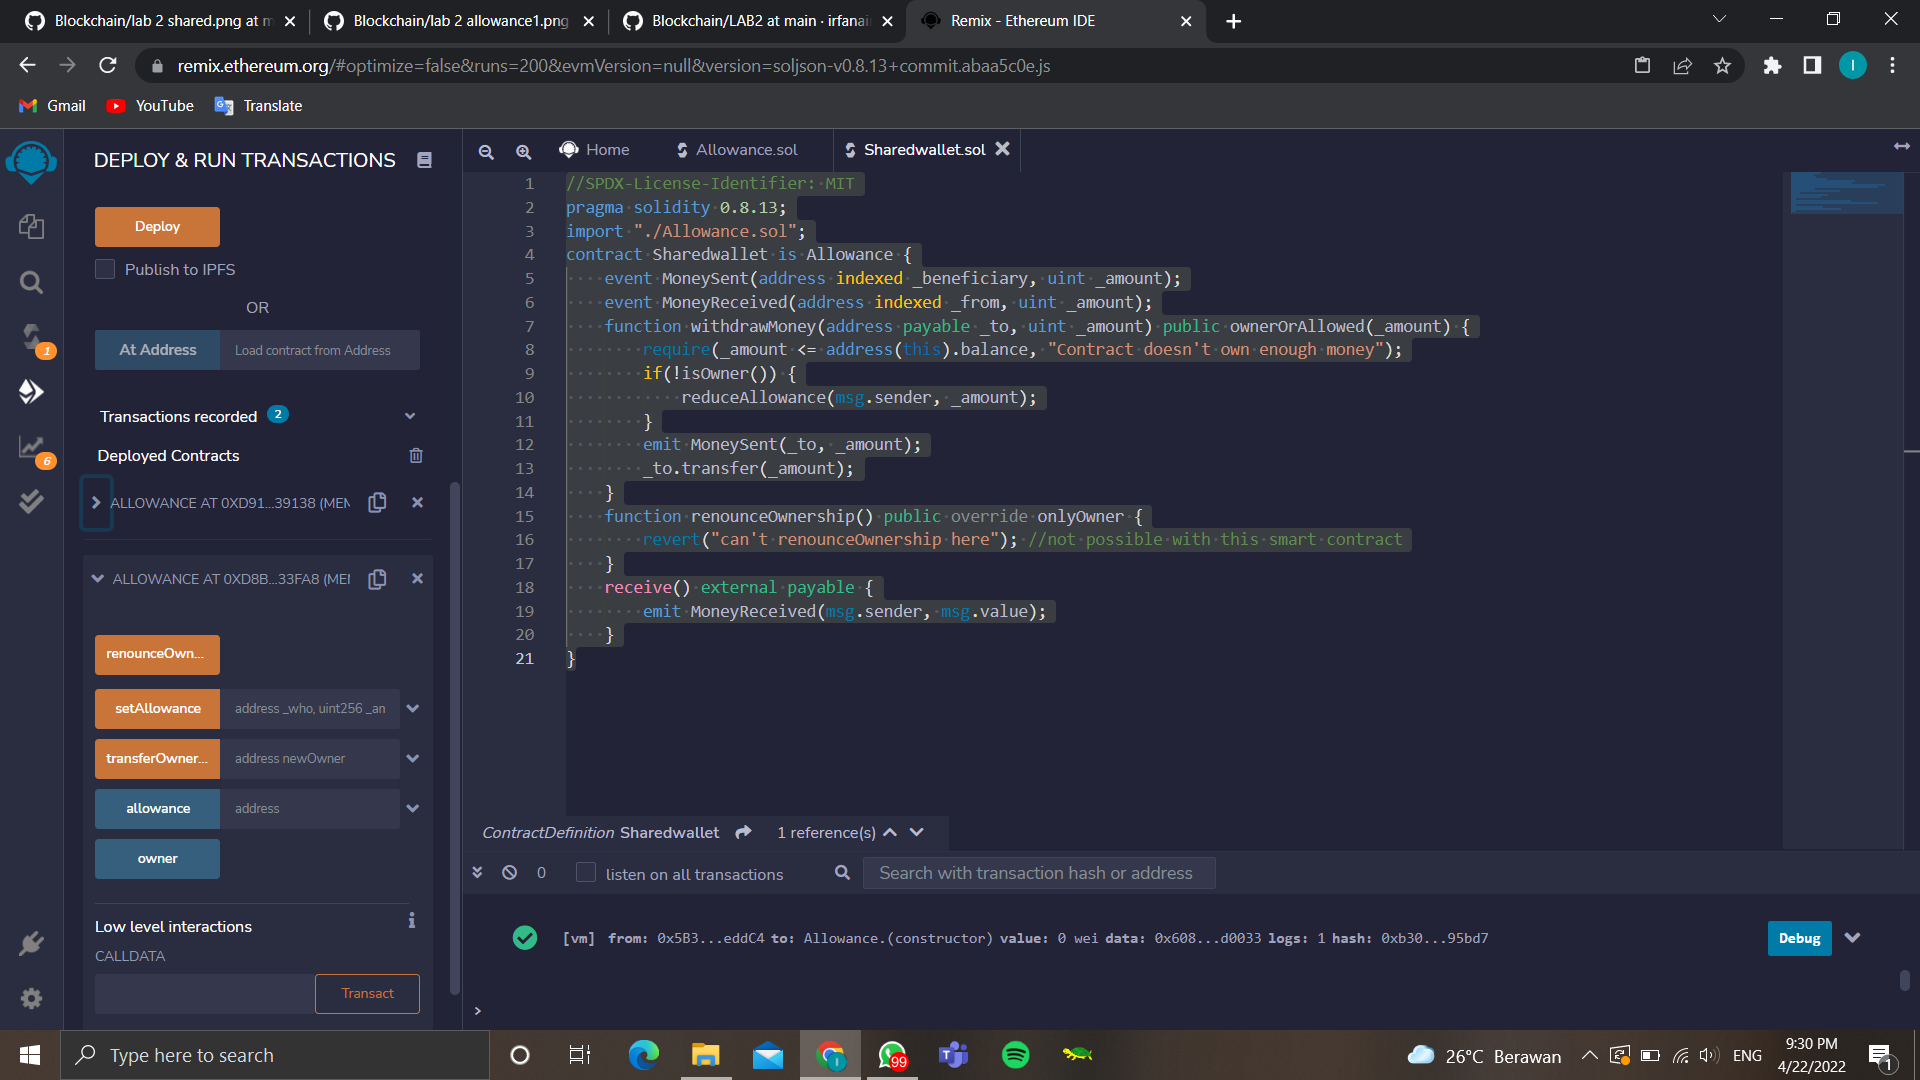 Blockchain/lab 2 shared.png at m
Blockchain/lab 2 allowance1.png
Blockchain/LAB2 at main · irfanai
Remix - Ethereum IDE
remix.ethereum.org/#optimize=false&runs=200&evmVersion=null&version=soljson-v0.8.13+commit.abaa5c0e.js
I
Gmail
YouTube
Translate
DEPLOY & RUN TRANSACTIONS
Deploy
Publish to IPFS
OR
At Address
Load contract from Address
1
Transactions recorded 2
Deployed Contracts
6
ALLOWANCE AT 0XD91...39138 (MEM
ALLOWANCE AT 0XD8B...33FA8 (MEI
renounceOwn...
setAllowance
address _who, uint256 _an
transferOwner...
address newOwner
allowance
address
owner
Low level interactions
CALLDATA
Transact
Home
Allowance.sol
Sharedwallet.sol
1 //SPDX-License-Identifier: MIT
2 pragma solidity 0.8.13;
3 import "./Allowance.sol";
4 contract Sharedwallet is Allowance {
5     event MoneySent(address indexed _beneficiary, uint _amount);
6     event MoneyReceived(address indexed _from, uint _amount);
7     function withdrawMoney(address payable _to, uint _amount) public ownerOrAllowed(_amount) {
8         require(_amount <= address(this).balance, "Contract doesn't own enough money");
9         if(!isOwner()) {
10             reduceAllowance(msg.sender, _amount);
11         }
12         emit MoneySent(_to, _amount);
13         _to.transfer(_amount);
14     }
15     function renounceOwnership() public override onlyOwner {
16         revert("can't renounceOwnership here"); //not possible with this smart contract
17     }
18     receive() external payable {
19         emit MoneyReceived(msg.sender, msg.value);
20     }
21 }
ContractDefinition Sharedwallet
1 reference(s)
0
listen on all transactions
Search with transaction hash or address
[vm] from: 0x5B3...eddC4 to: Allowance.(constructor) value: 0 wei data: 0x608...d0033 logs: 1 hash: 0xb30...95bd7
Debug
>
Type here to search
99
26°C Berawan
ENG
9:30 PM
4/22/2022
1